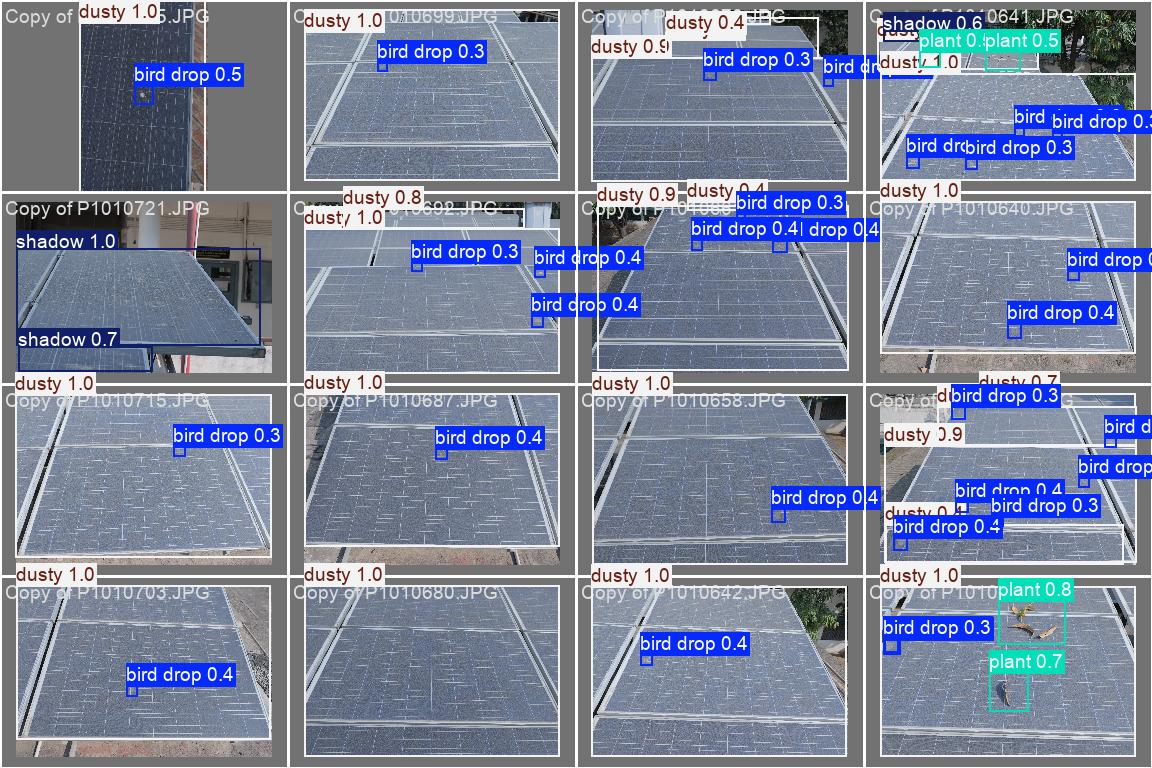 dusty 1.0
bird drop 0.5
dusty 1.0
bird drop 0.3
dusty 0.4
dusty 0.9
bird drop 0.3
shadow 0.6
plant 0.5
1.0
bird drop 0.3
bird drop 0.3
Copy of P1010721.JPG
shadow 1.0
shadow 0.7
dusty 0.8
dusty 1.0
bird drop 0.3
bird drop 0.4
bird drop 0.4
dusty 0.9
dusty 0.4
bird drop 0.3
bird drop 0.4
0.4
dusty 1.0
Copy of P1010640.JPG
bird drop 0.4
dusty 1.0
Copy of P1010715.JPG
bird drop 0.3
dusty 1.0
Copy of P1010687.JPG
bird drop 0.4
dusty 1.0
Copy of P1010658.JPG
bird drop 0.4
dusty 0.7
bird drop 0.3
dusty 0.9
bird drop
bird drop 0.4
bird drop 0.3
bird drop 0.4
dusty 1.0
Copy of P1010703.JPG
bird drop 0.4
dusty 1.0
Copy of P1010680.JPG
dusty 1.0
Copy of P1010642.JPG
bird drop 0.4
dusty 1.0
Copy of
plant 0.8
bird drop 0.3
plant 0.7